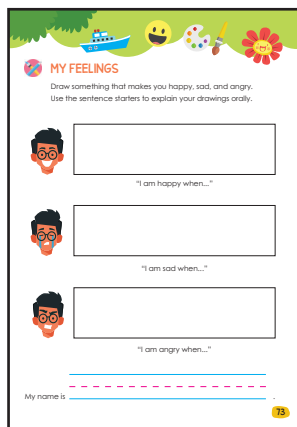 MY FEELINGS
Draw something that makes you happy, sad, and angry.
Use the sentence starters to explain your drawings orally.
"I am happy when..."
"I am sad when..."
"I am angry when..."
My name is .
73